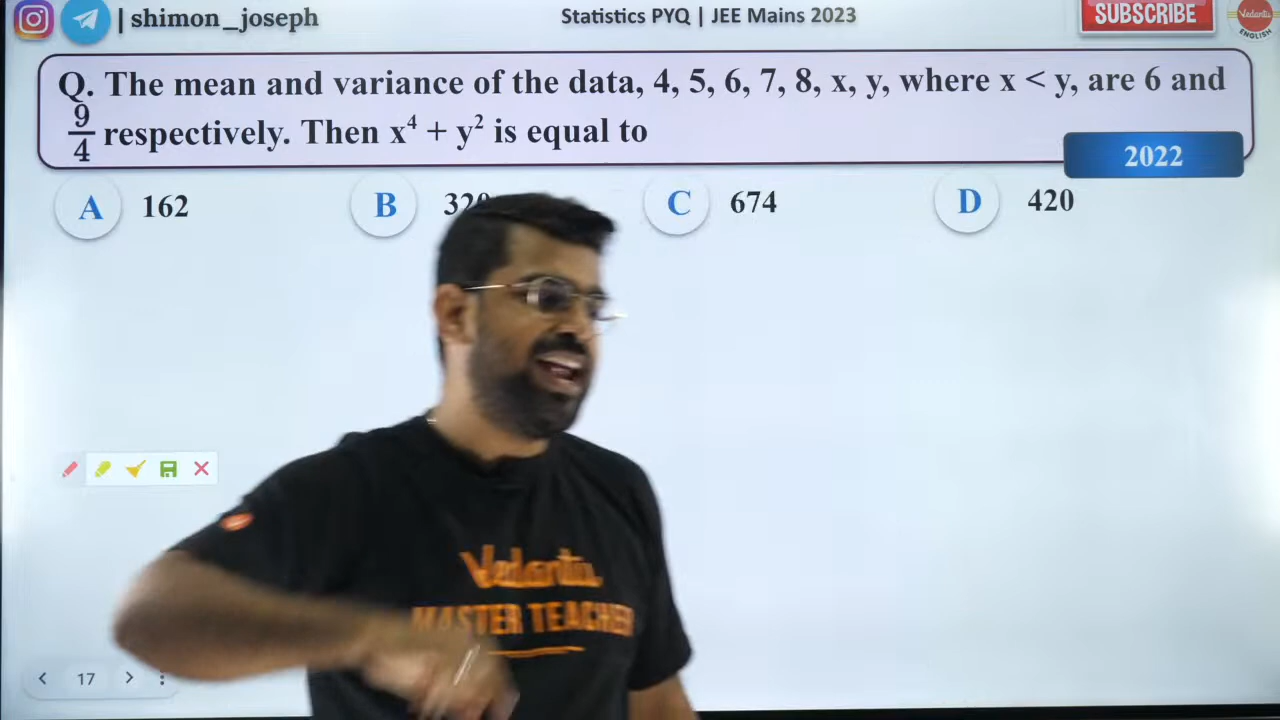 | shimon_joseph
Statistics PYQ | JEE Mains 2023
SUBSCRIBE
Vedantu
ENGLISH
Q. The mean and variance of the data, 4, 5, 6, 7, 8, x, y, where x < y, are 6 and
9/4 respectively. Then x⁴ + y² is equal to
2022
A 162
B
C 674
D 420
Vedantu
MASTER TEACHER
17